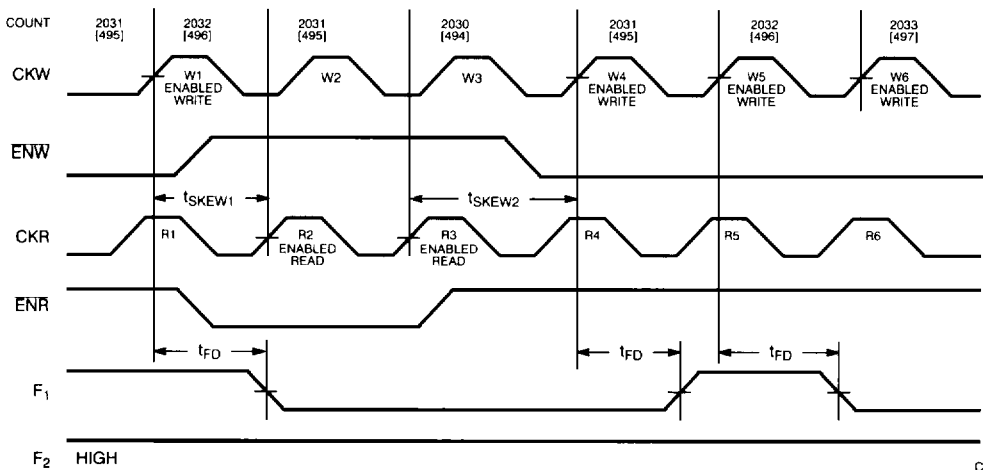 COUNT 2031 [495] 2032 [496] 2031 [495] 2030 [494] 2031 [495] 2032 [496] 2033 [497]
CKW W1 ENABLED WRITE W2 W3 W4 ENABLED WRITE W5 ENABLED WRITE W6 ENABLED WRITE
ENW
tSKEW1 tSKEW2
CKR R1 R2 ENABLED READ R3 ENABLED READ R4 R5 R6
ENR
tFD tFD tFD
F1
F2 HIGH